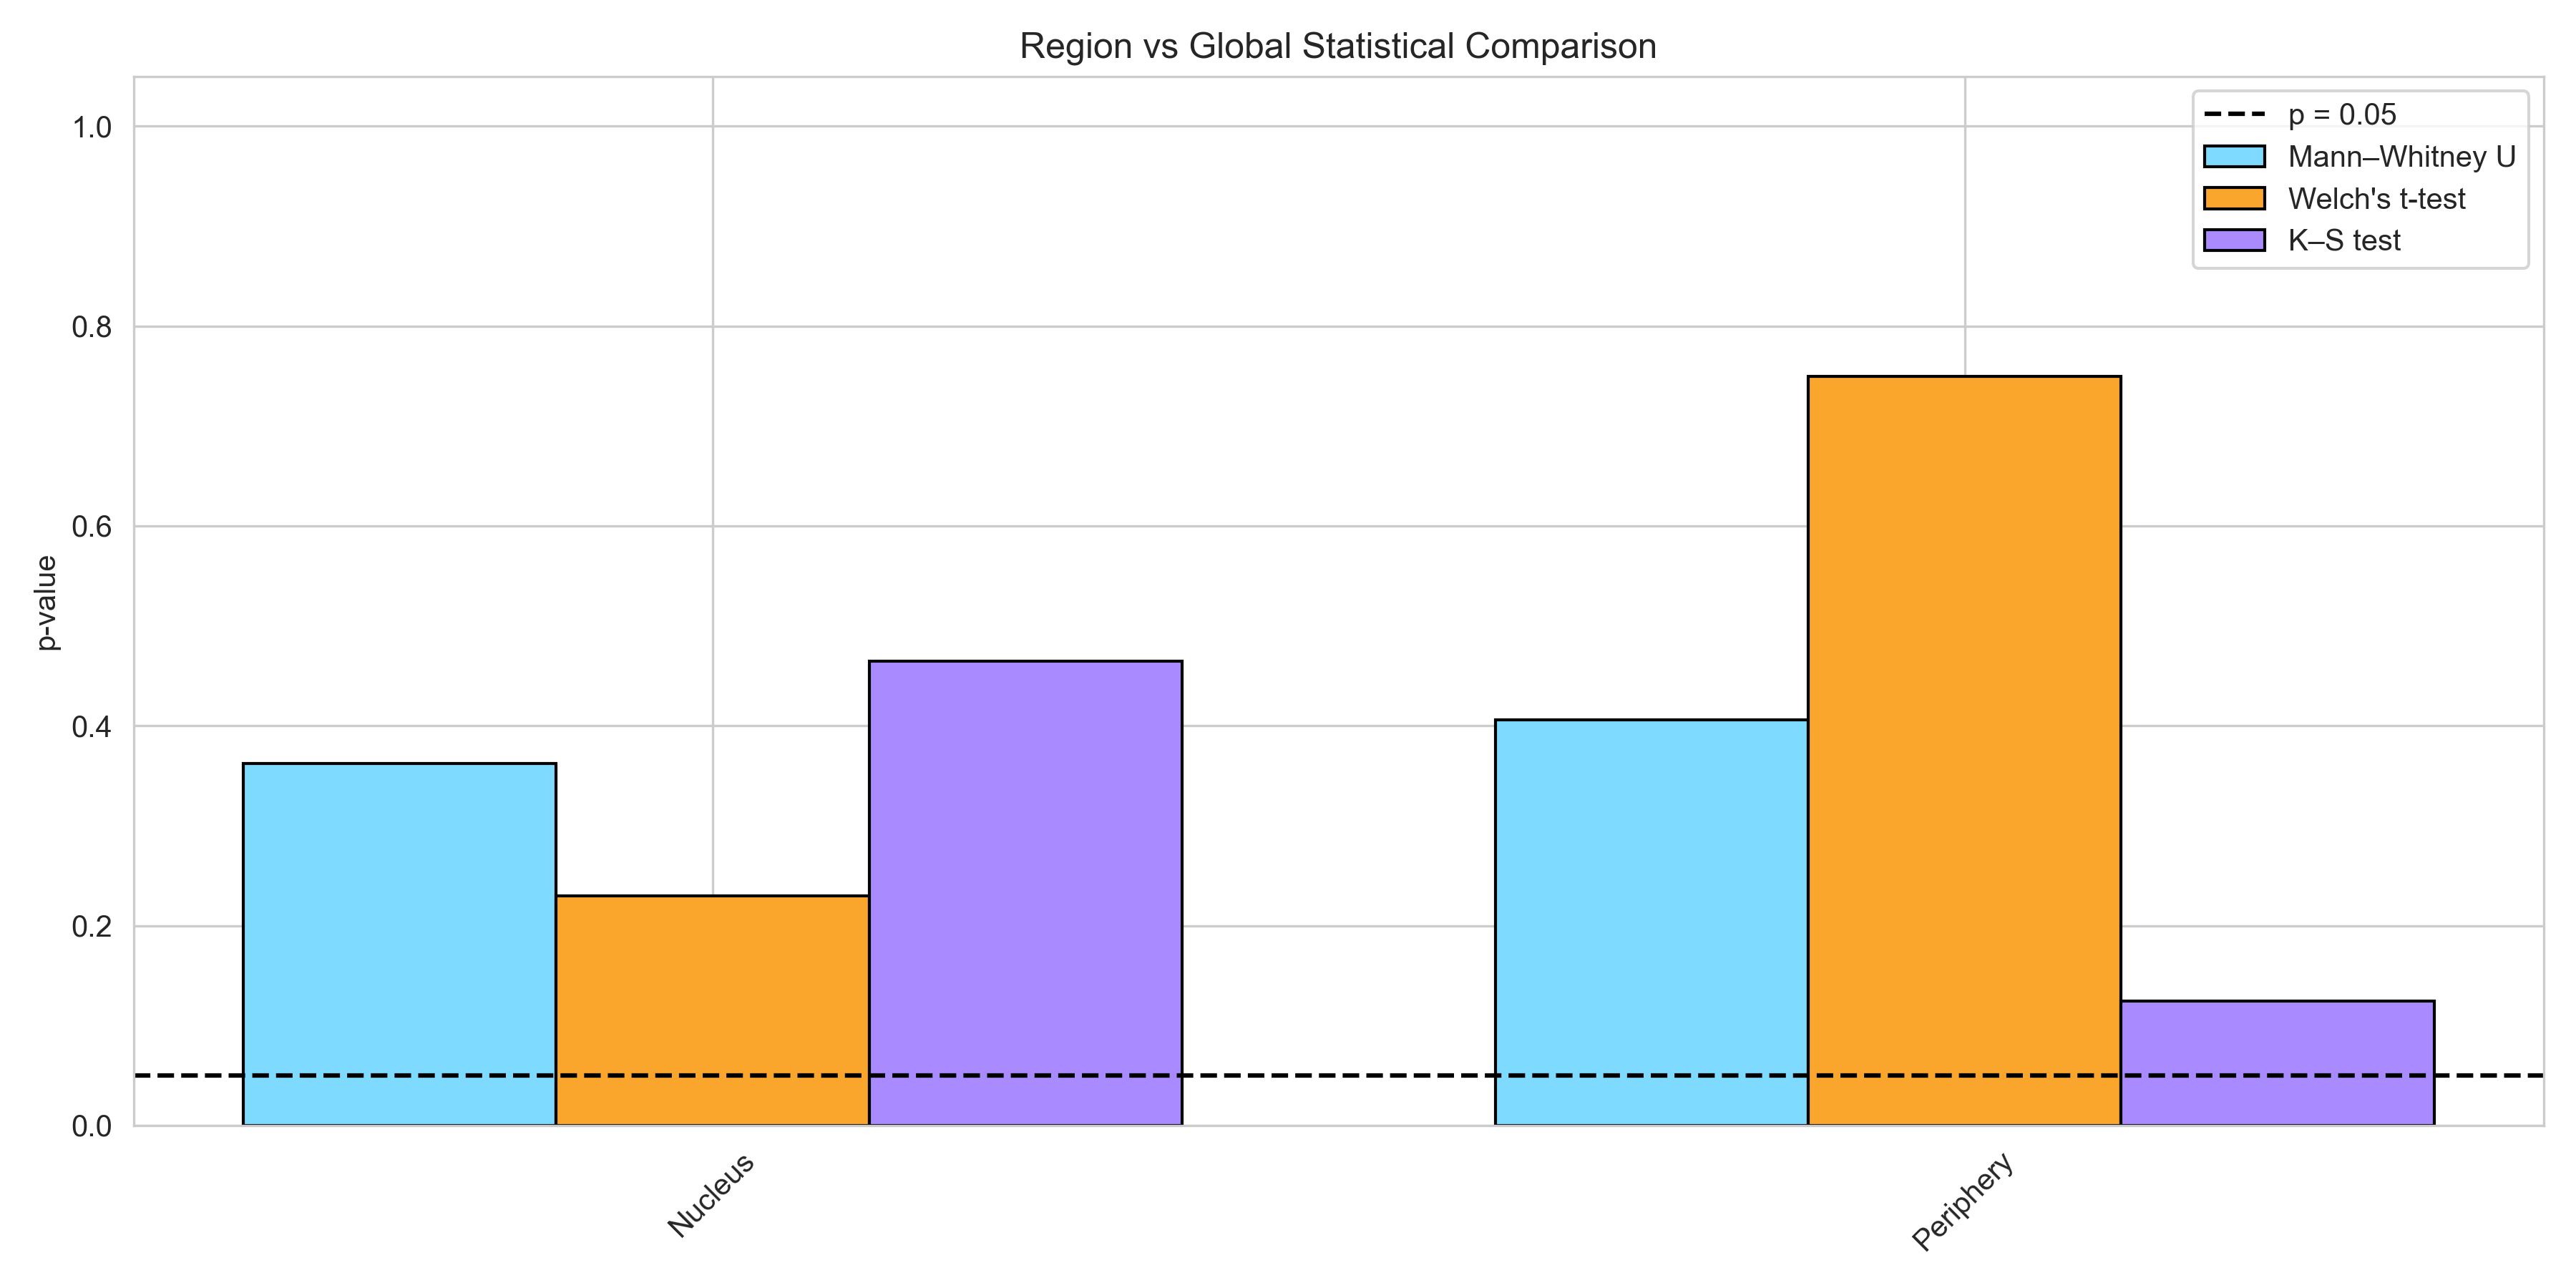 Region vs Global Statistical Comparison
p = 0.05
Mann–Whitney U
Welch's t-test
K–S test
p-value
1.0
0.8
0.6
0.4
0.2
0.0
Nucleus
Periphery